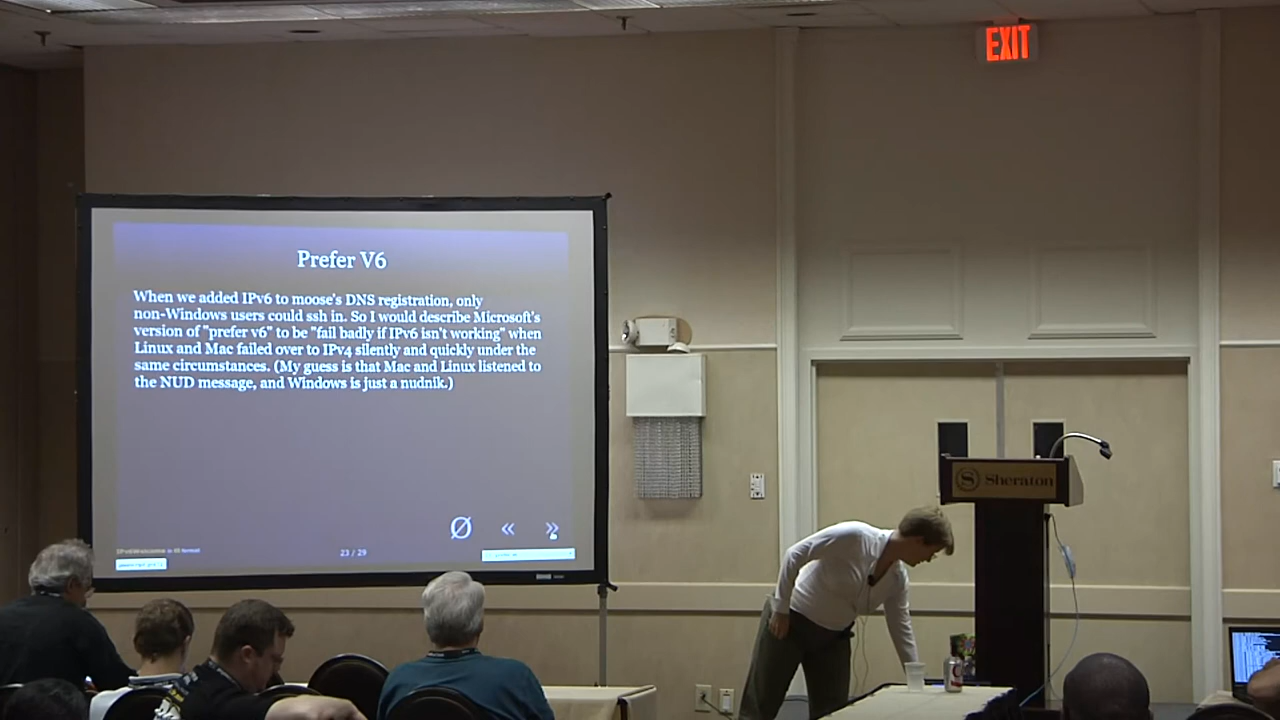 EXIT
Prefer V6
When we added IPv6 to moose's DNS registration, only
non-Windows users could ssh in. So I would describe Microsoft's
version of "prefer v6" to be "fail badly if IPv6 isn't working" when
Linux and Mac failed over to IPv4 silently and quickly under the
same circumstances. (My guess is that Mac and Linux listened to
the NUD message, and Windows is just a nudnik.)
Ø « »
23 / 29
S Sheraton